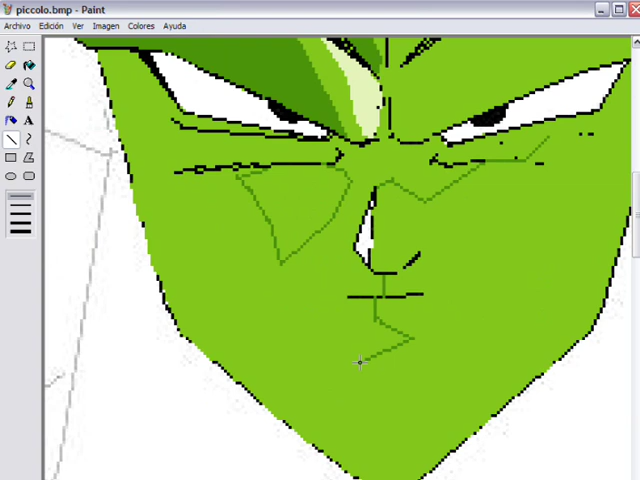 piccolo.bmp - Paint
Archivo Edición Ver Imagen Colores Ayuda
A